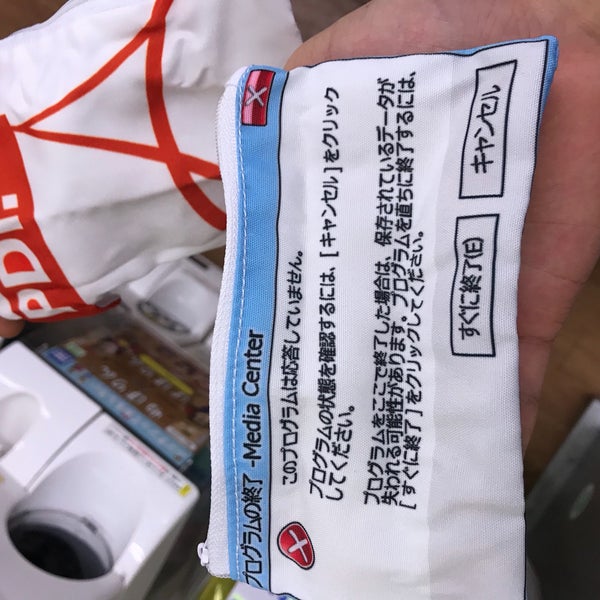 プログラムの終了 -Media Center
このプログラムは応答していません。
プログラムの状態を確認するには、[キャンセル]をクリック
してください。
プログラムをここで終了した場合は、保存されているデータが
失われる可能性があります。プログラムを直ちに終了するには、
[すぐに終了]をクリックしてください。
すぐに終了(E)
キャンセル
PDF